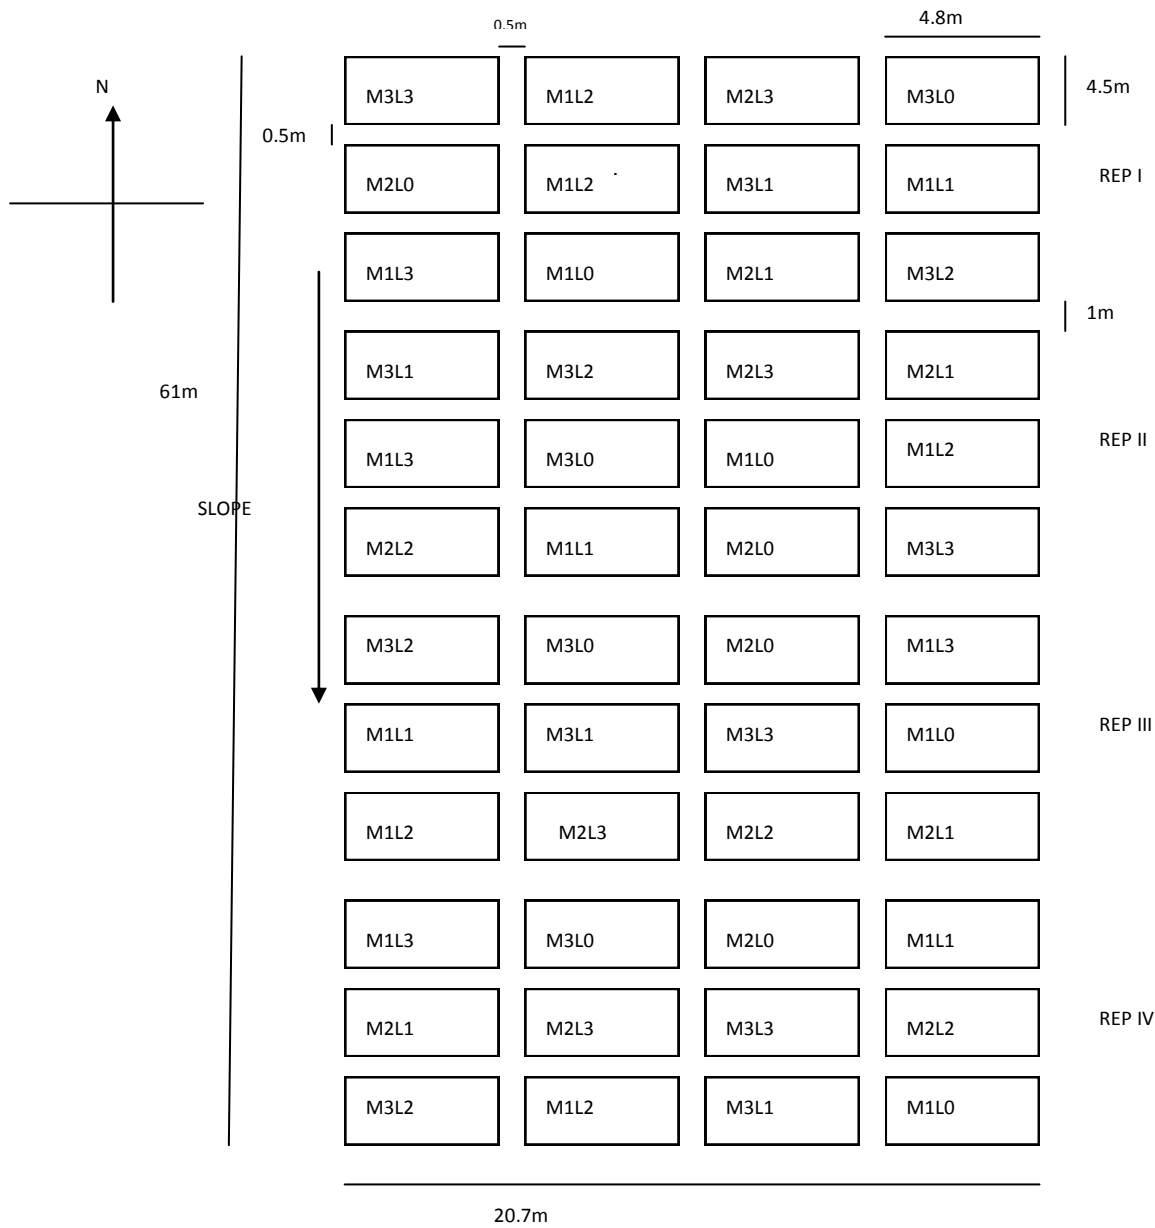 0.5m
4.8m
N
M3L3 M1L2 M2L3 M3L0
4.5m
0.5m
M2L0 M1L2 M3L1 M1L1
REP I
M1L3 M1L0 M2L1 M3L2
1m
M3L1 M3L2 M2L3 M2L1
61m
M1L3 M3L0 M1L0 M1L2
REP II
SLOPE
M2L2 M1L1 M2L0 M3L3
M3L2 M3L0 M2L0 M1L3
M1L1 M3L1 M3L3 M1L0
REP III
M1L2 M2L3 M2L2 M2L1
M1L3 M3L0 M2L0 M1L1
M2L1 M2L3 M3L3 M2L2
REP IV
M3L2 M1L2 M3L1 M1L0
20.7m